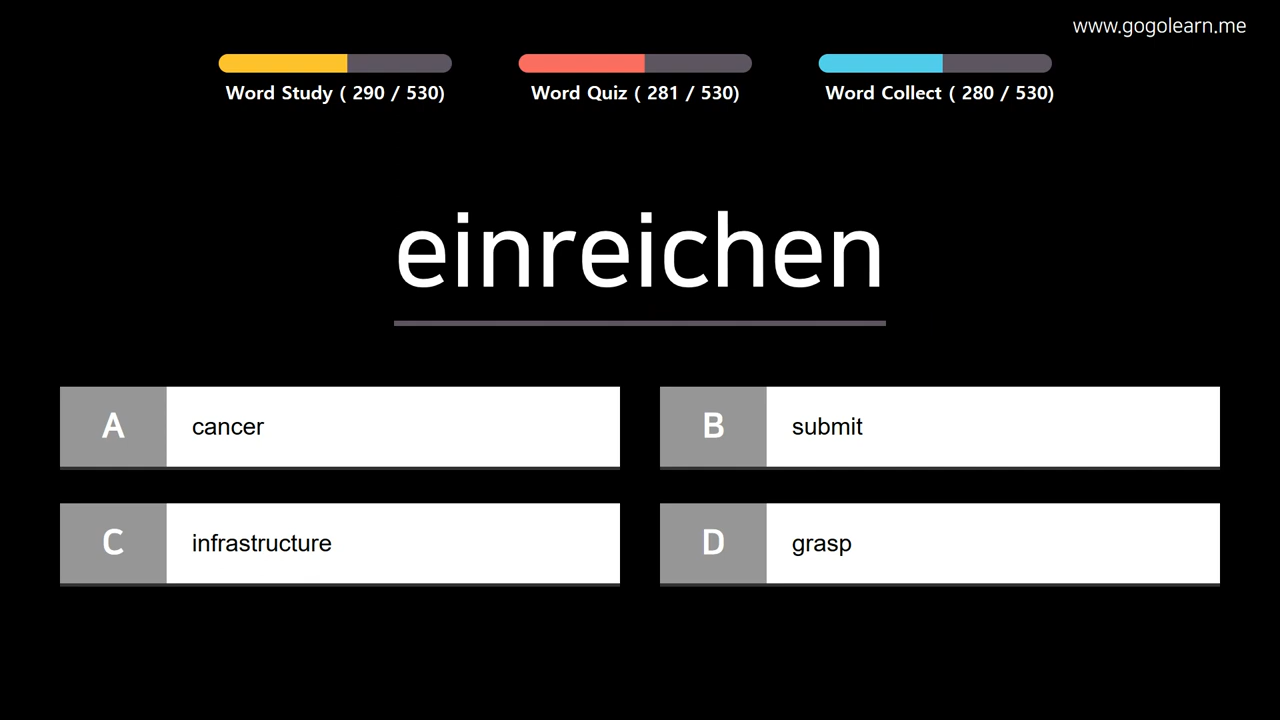 www.gogolearn.me
Word Study ( 290 / 530)
Word Quiz ( 281 / 530)
Word Collect ( 280 / 530)
einreichen
A cancer
B submit
C infrastructure
D grasp